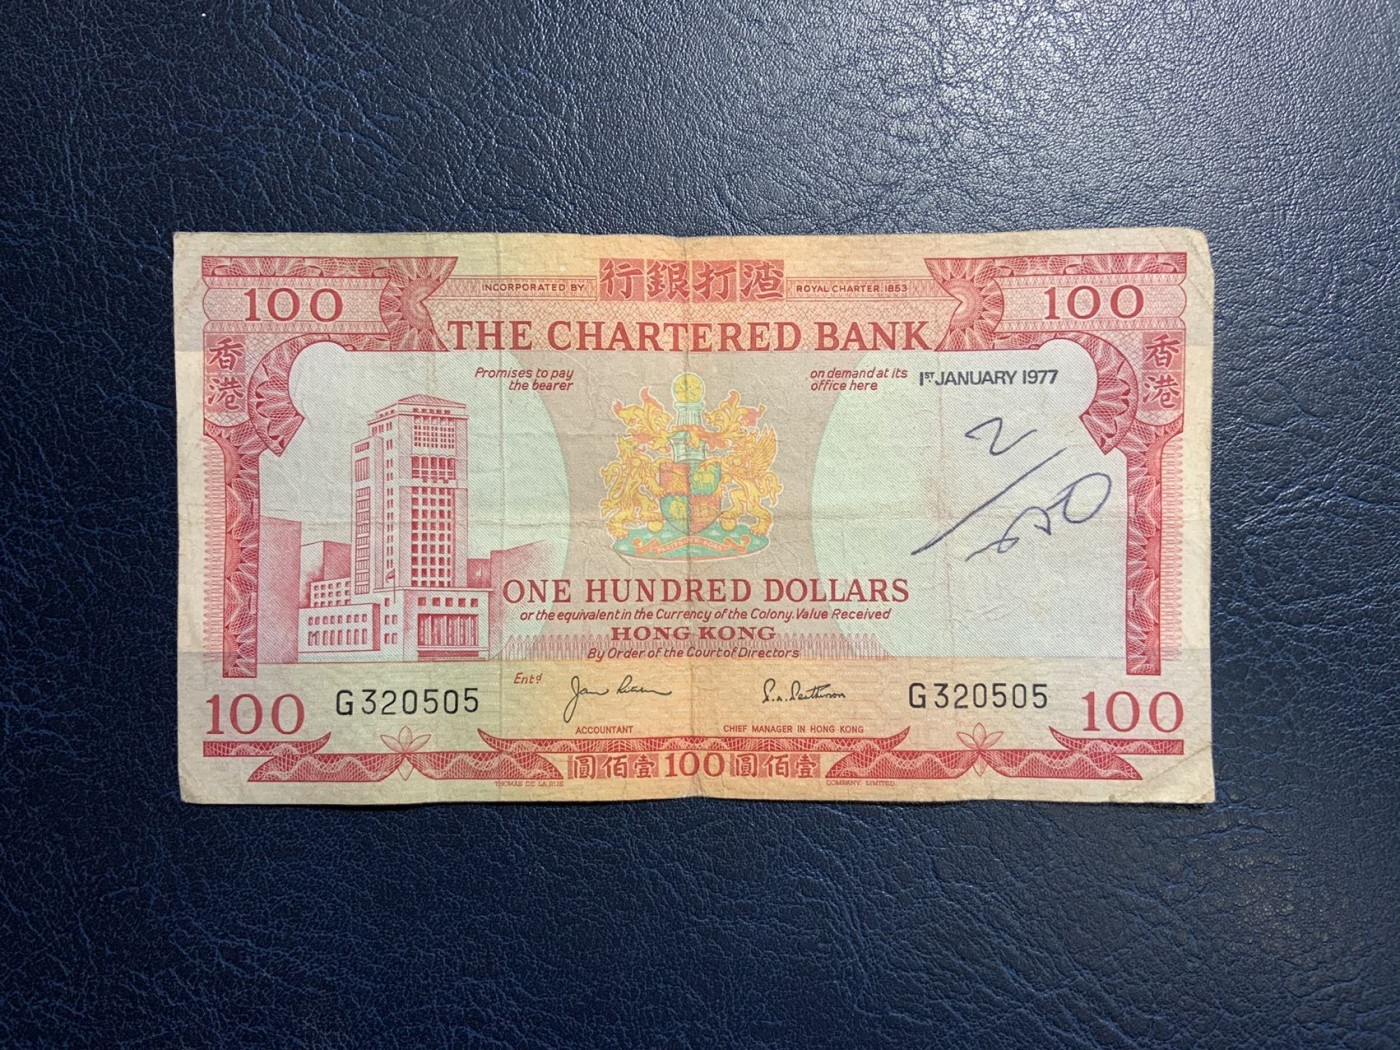 INCORPORATED BY 行銀打渣 ROYAL CHARTER.1853
100 100
THE CHARTERED BANK
香港 香港
Promises to pay
the bearer
on demand at its
office here
1ST JANUARY 1977
2
ONE HUNDRED DOLLARS
or the equivalent in the Currency of the Colony. Value Received
HONG KONG
By Order of the Court of Directors
Entd
100 G320505 G320505 100
ACCOUNTANT CHIEF MANAGER IN HONG KONG
圓佰壹100圓佰壹
THOMAS DE LA RUE COMPANY LIMITED.